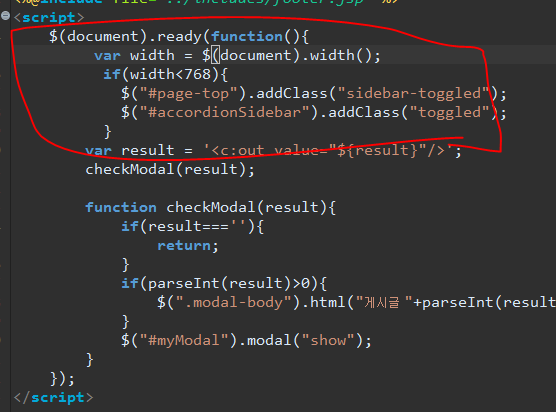 <%@include file="../includes/footer.jsp" %>
<script>
$(document).ready(function(){
var width = $(document).width();
if(width<768){
$("#page-top").addClass("sidebar-toggled");
$("#accordionSidebar").addClass("toggled");
}
var result = '<c:out value="${result}"/>';
checkModal(result);
function checkModal(result){
if(result===''){
return;
}
if(parseInt(result)>0){
$(".modal-body").html("게시글 "+parseInt(result
}
$("#myModal").modal("show");
}
});
</script>